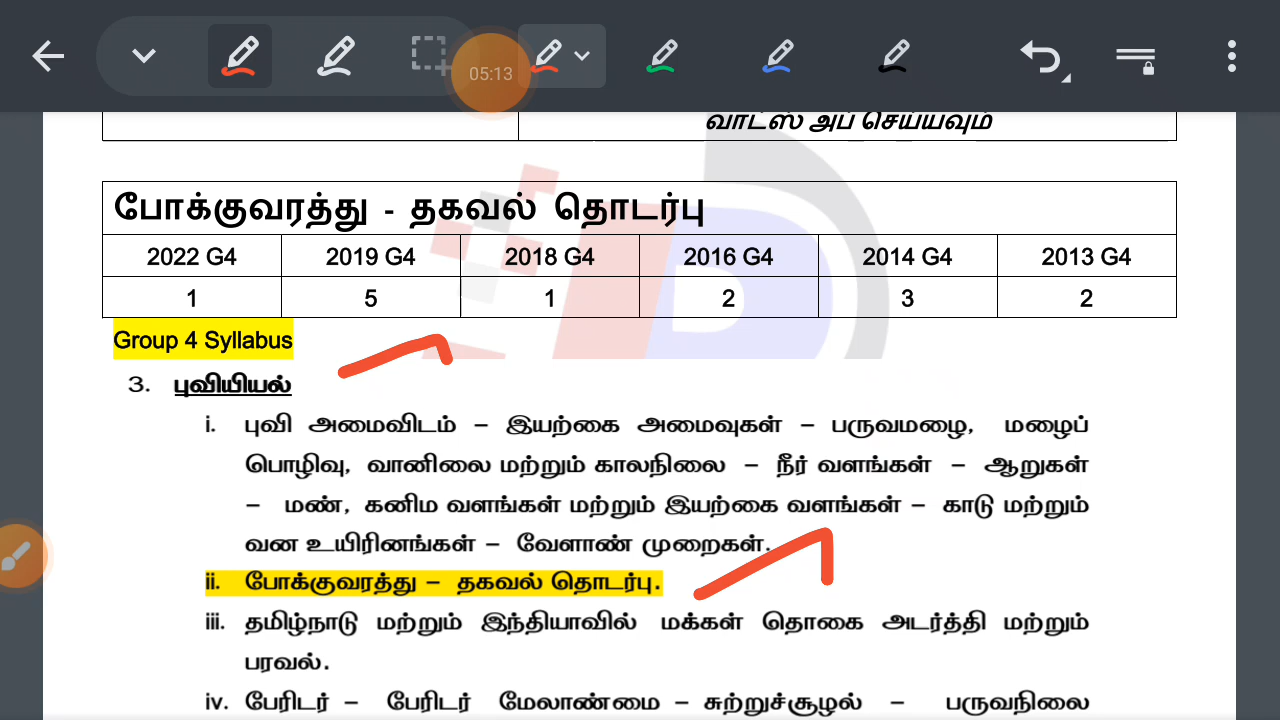 05:13
வாட்ஸ் அப் செய்யவும்
போக்குவரத்து - தகவல் தொடர்பு
2022 G4 2019 G4 2018 G4 2016 G4 2014 G4 2013 G4
1 5 1 2 3 2
Group 4 Syllabus
3. புவியியல்
i. புவி அமைவிடம் – இயற்கை அமைவுகள் – பருவமழை, மழைப்
பொழிவு, வானிலை மற்றும் காலநிலை – நீர் வளங்கள் – ஆறுகள்
– மண், கனிம வளங்கள் மற்றும் இயற்கை வளங்கள் – காடு மற்றும்
வன உயிரினங்கள் – வேளாண் முறைகள்.
ii. போக்குவரத்து – தகவல் தொடர்பு.
iii. தமிழ்நாடு மற்றும் இந்தியாவில் மக்கள் தொகை அடர்த்தி மற்றும்
பரவல்.
iv. பேரிடர் – பேரிடர் மேலாண்மை – சுற்றுச்சூழல் – பருவநிலை